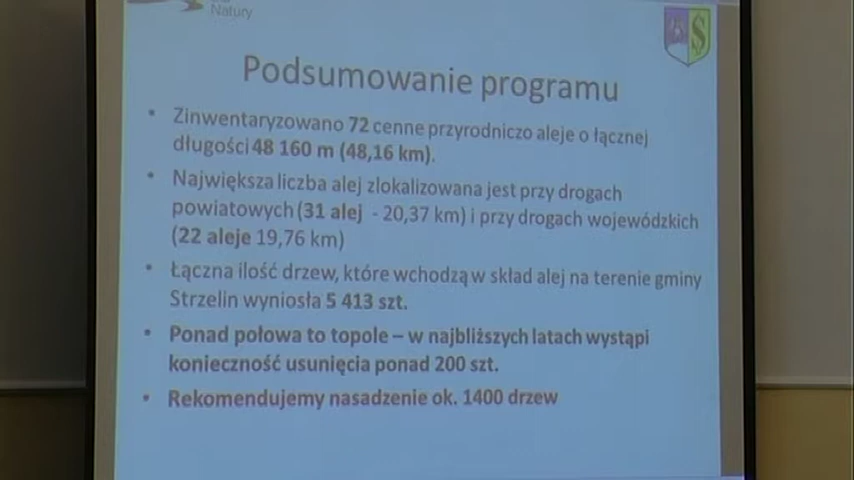 Natury
Podsumowanie programu
• Zinwentaryzowano 72 cenne przyrodniczo aleje o łącznej
długości 48 160 m (48,16 km).
• Największa liczba alej zlokalizowana jest przy drogach
powiatowych (31 alej - 20,37 km) i przy drogach wojewódzkich
(22 aleje 19,76 km)
• Łączna ilość drzew, które wchodzą w skład alej na terenie gminy
Strzelin wyniosła 5 413 szt.
• Ponad połowa to topole – w najbliższych latach wystąpi
konieczność usunięcia ponad 200 szt.
• Rekomendujemy nasadzenie ok. 1400 drzew